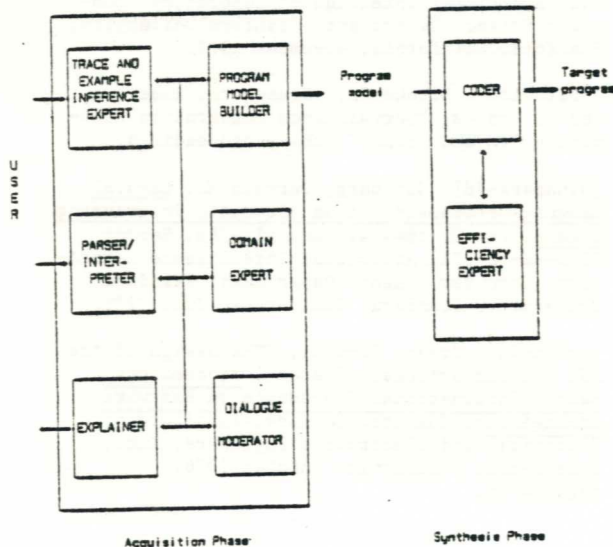 TRACE AND
EXAMPLE
INFERENCE
EXPERT
PROGRAM
MODEL
BUILDER
Program
model
CODER
Target
program
USER
PARSER/
INTER-
PRETER
DOMAIN
EXPERT
EFFI-
CIENCY
EXPERT
EXPLAINER
DIALOGUE
MODERATOR
Acquisition Phase
Synthesis Phase